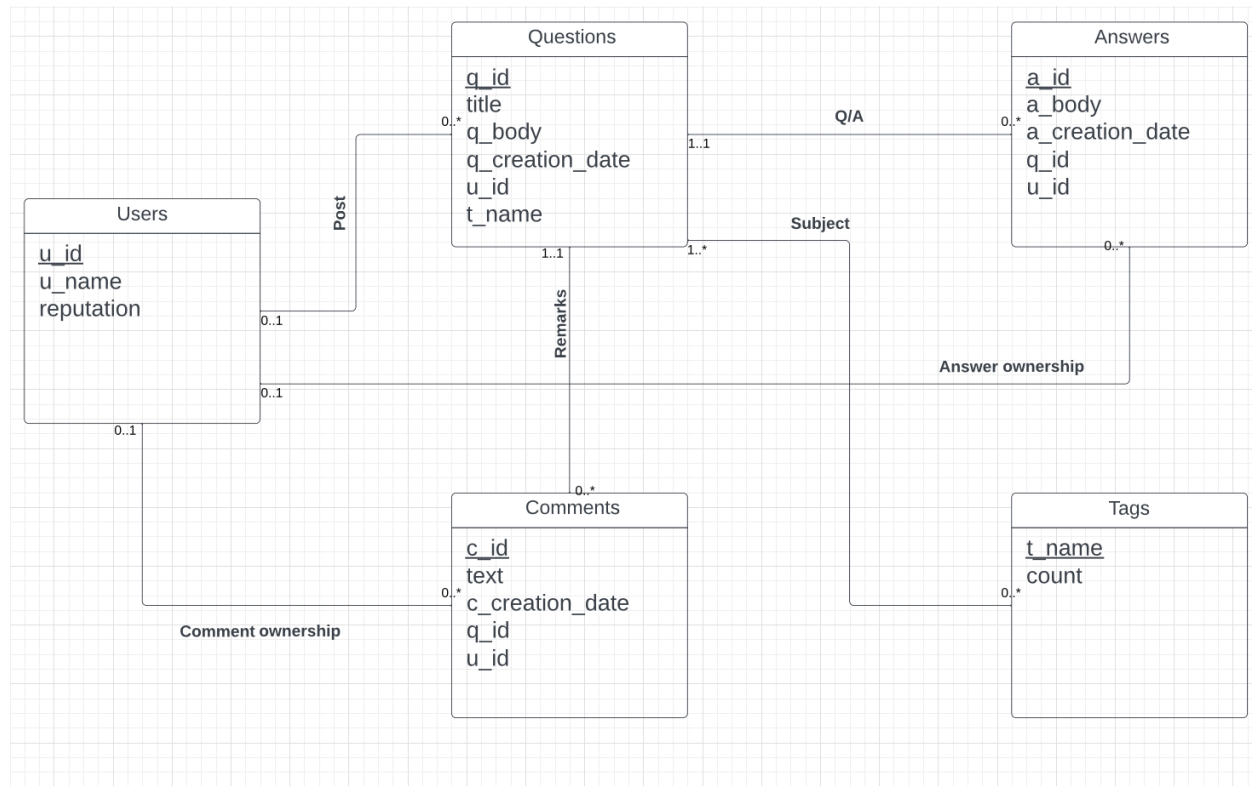 Questions
q_id
title
q_body
q_creation_date
u_id
t_name
Answers
a_id
a_body
a_creation_date
q_id
u_id
Q/A
0..*
1..1
0..*
Post
Users
u_id
u_name
reputation
0..1
Subject
1..1
1..*
0..*
Remarks
Answer ownership
0..1
0..1
0..*
Comments
c_id
text
c_creation_date
q_id
u_id
0..*
Comment ownership
Tags
t_name
count
0..*